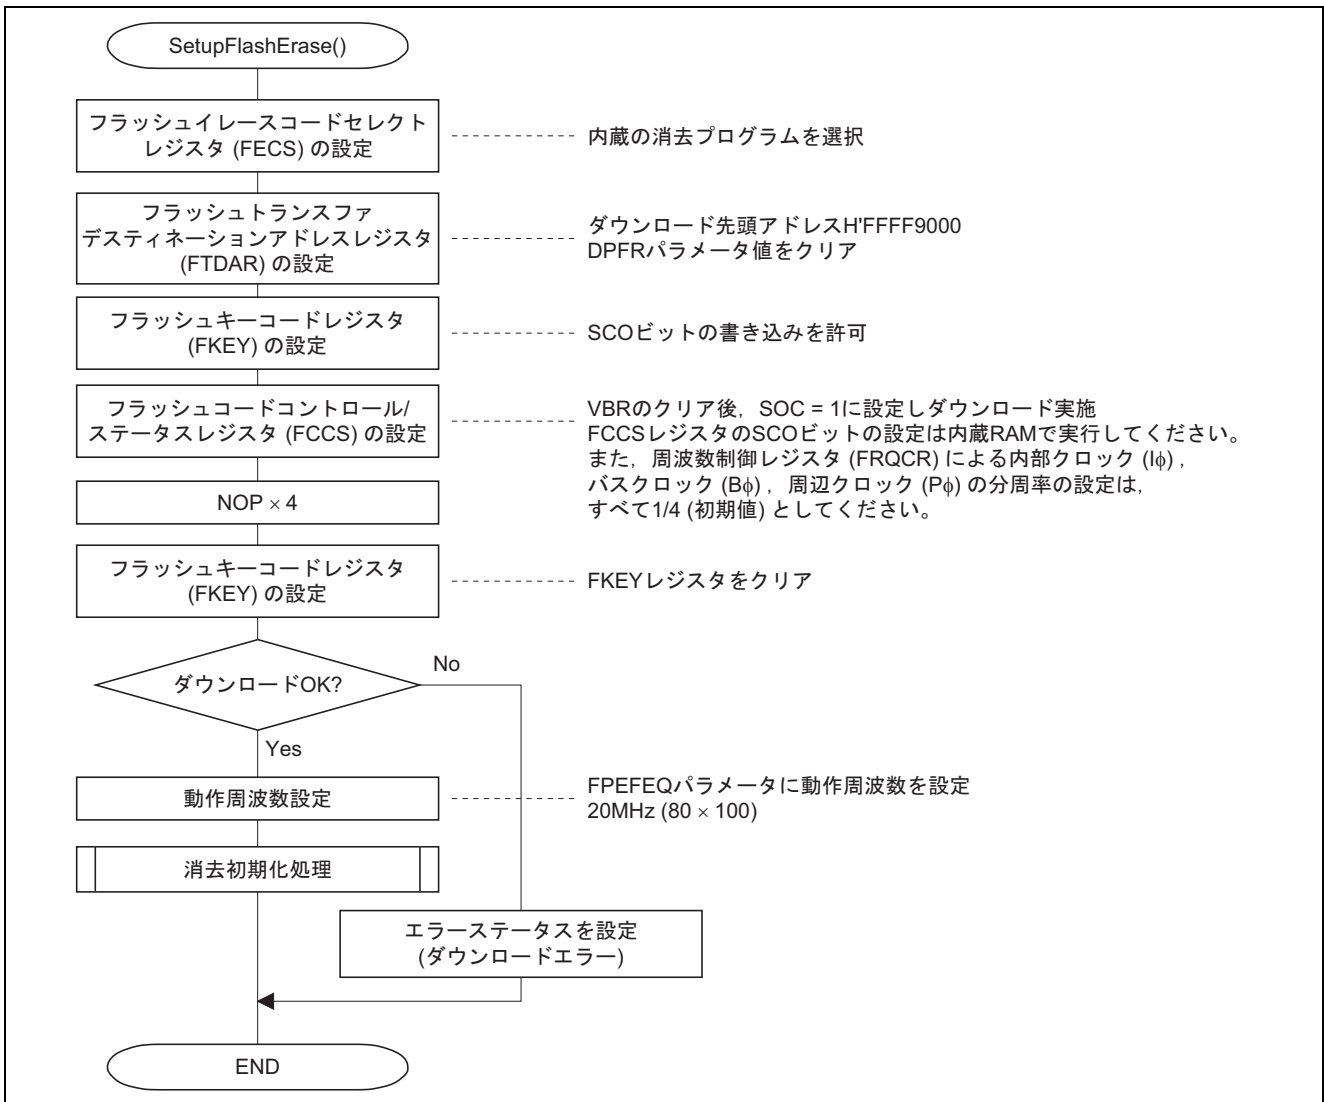 SetupFlashErase()
フラッシュイレースコードセレクト
レジスタ (FECS) の設定
内蔵の消去プログラムを選択
フラッシュトランスファ
デスティネーションアドレスレジスタ
(FTDAR) の設定
ダウンロード先頭アドレスH'FFFF9000
DPFRパラメータ値をクリア
フラッシュキーコードレジスタ
(FKEY) の設定
SCOビットの書き込みを許可
フラッシュコードコントロール/
ステータスレジスタ (FCCS) の設定
VBRのクリア後，SOC = 1に設定しダウンロード実施
FCCSレジスタのSCOビットの設定は内蔵RAMで実行してください。
また，周波数制御レジスタ (FRQCR) による内部クロック (Iϕ)，
バスクロック (Bϕ)，周辺クロック (Pϕ) の分周率の設定は，
すべて1/4 (初期値) としてください。
NOP × 4
フラッシュキーコードレジスタ
(FKEY) の設定
FKEYレジスタをクリア
ダウンロードOK?
No
Yes
動作周波数設定
FPEFEQパラメータに動作周波数を設定
20MHz (80 × 100)
消去初期化処理
エラーステータスを設定
(ダウンロードエラー)
END